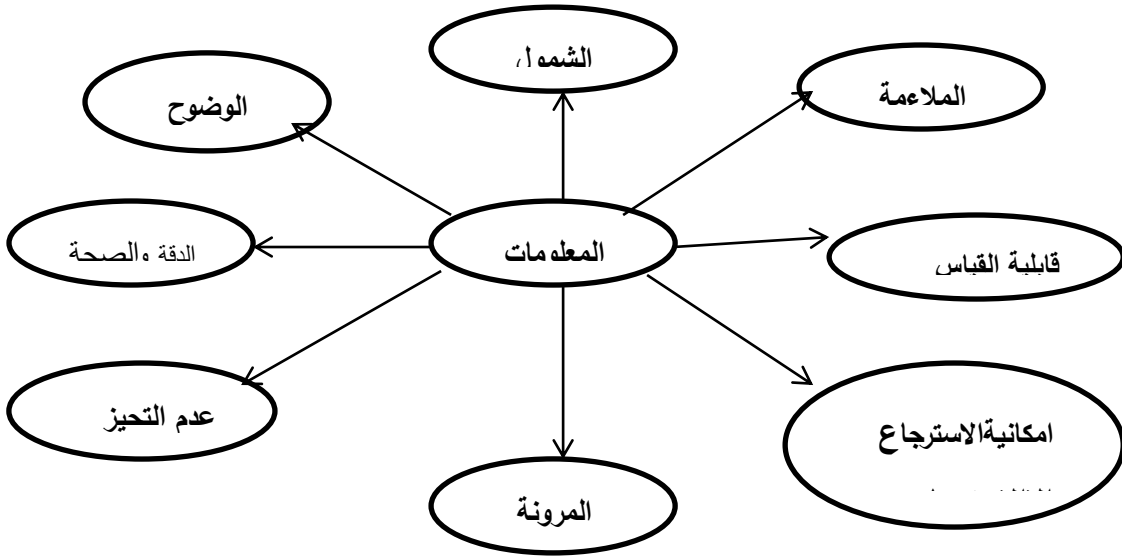 الشمول
الملاءمة
الوضوح
المعلومات
الدقة والصحة
قابلية القياس
عدم التحيز
امكانيةالاسترجاع
المرونة